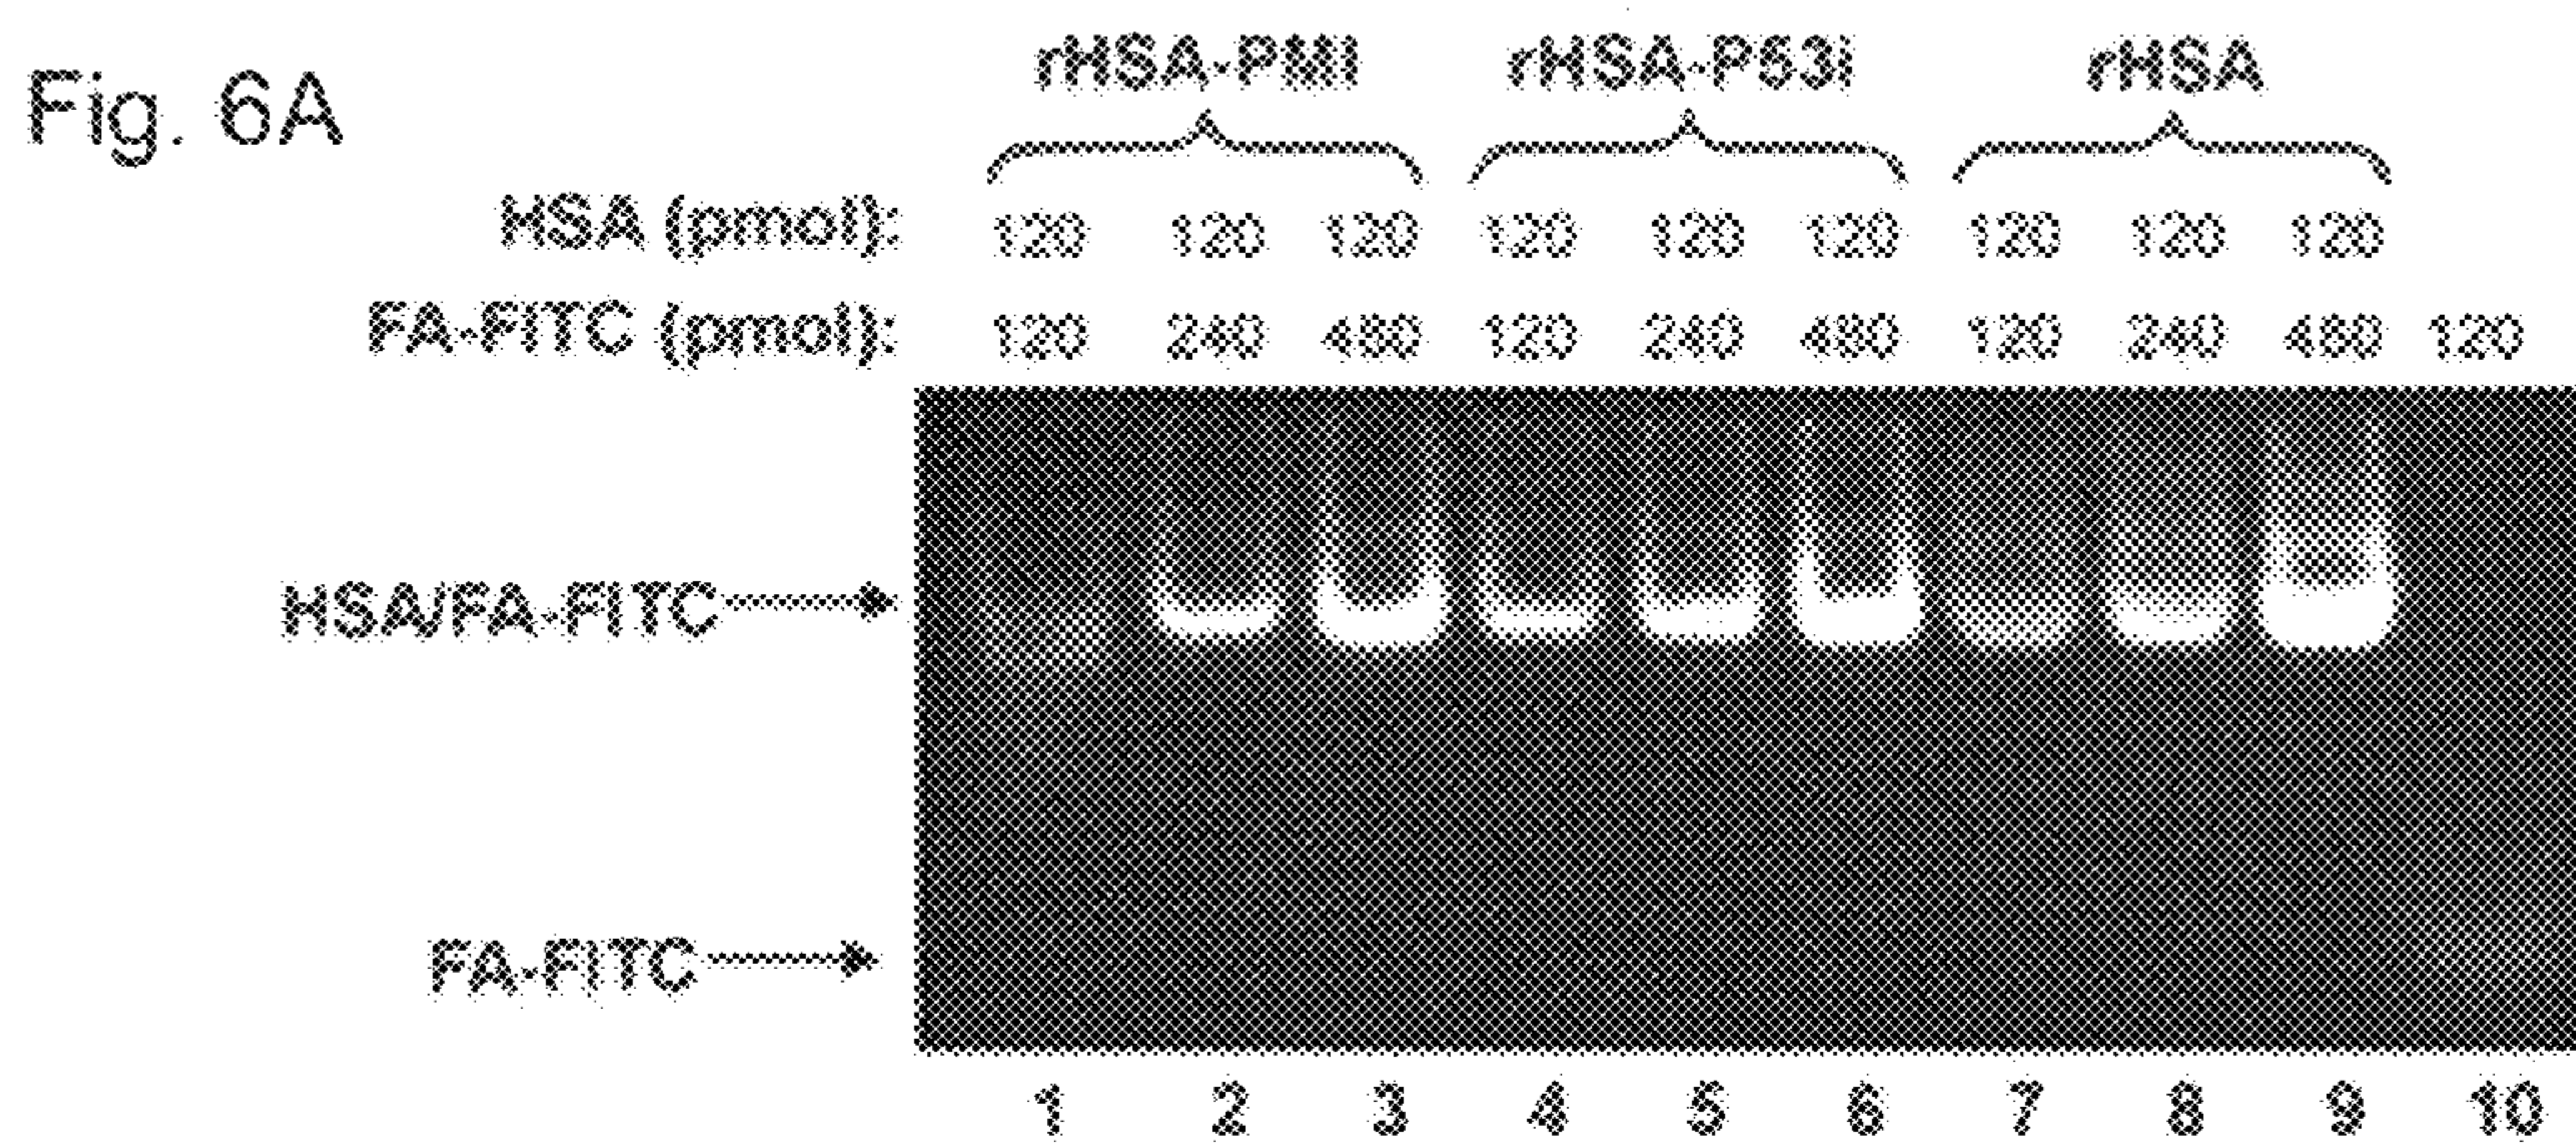 Fig. 6A
rHSA-PMI rHSA-P53i rHSA
HSA (pmol): 120 120 120 120 120 120 120 120 120
FA-FITC (pmol): 120 240 480 120 240 480 120 240 480 120
HSA/FA-FITC
FA-FITC
1 2 3 4 5 6 7 8 9 10